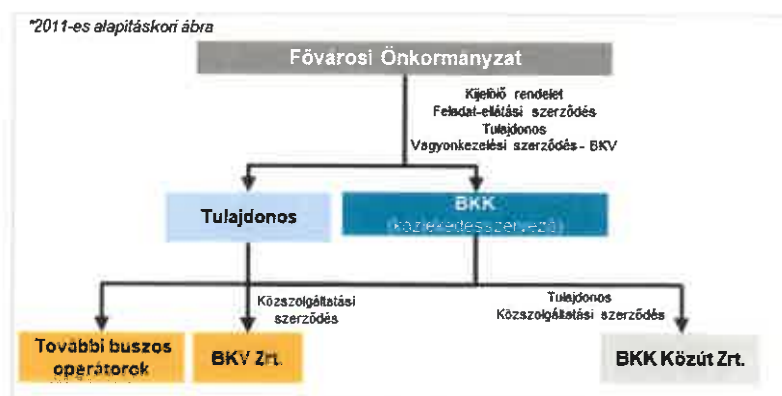 *2011-es alapításkori ábra
Fővárosi Önkormányzat
Kijelölő rendelet
Feladat-ellátási szerződés
Tulajdonos
Vagyonkezelési szerződés - BKV
Tulajdonos
BKK
(közlekedésszervező)
Közszolgáltatási
szerződés
Tulajdonos
Közszolgáltatási szerződés
További buszos
operátorok
BKV Zrt.
BKK Közút Zrt.